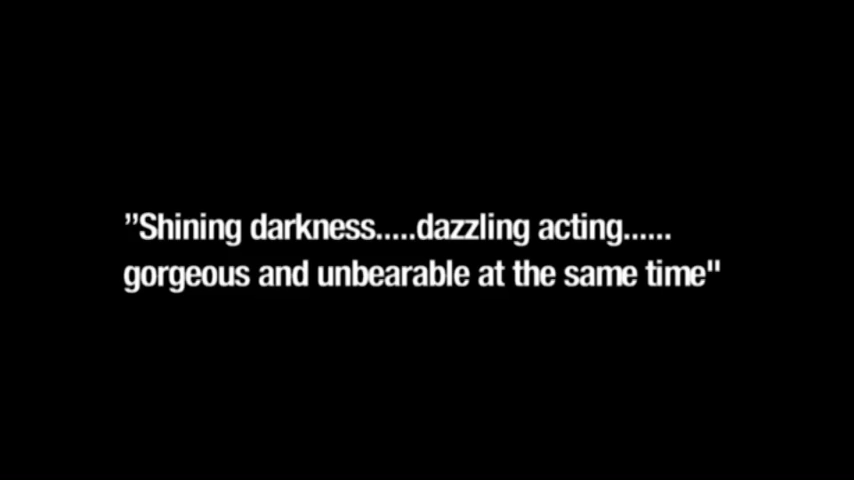 ”Shining darkness.....dazzling acting......
gorgeous and unbearable at the same time"